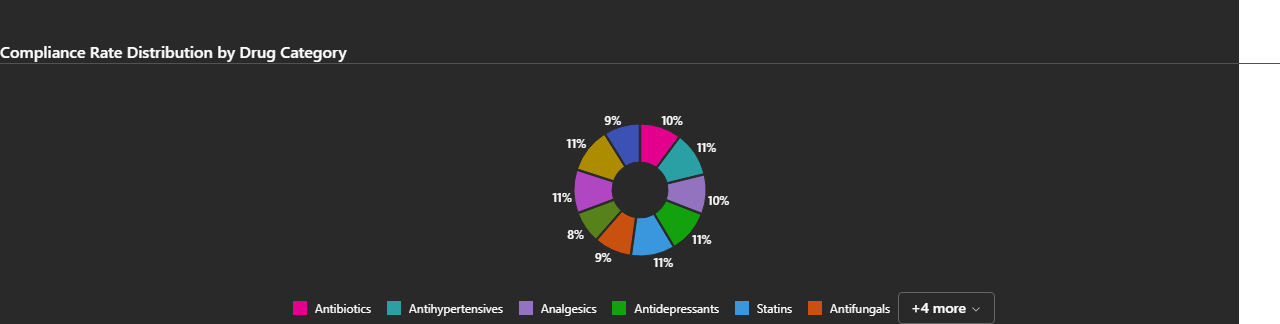 Compliance Rate Distribution by Drug Category
9% 10%
11% 11%
11% 10%
8% 11%
9% 11%
Antibiotics Antihypertensives Analgesics Antidepressants Statins Antifungals +4 more